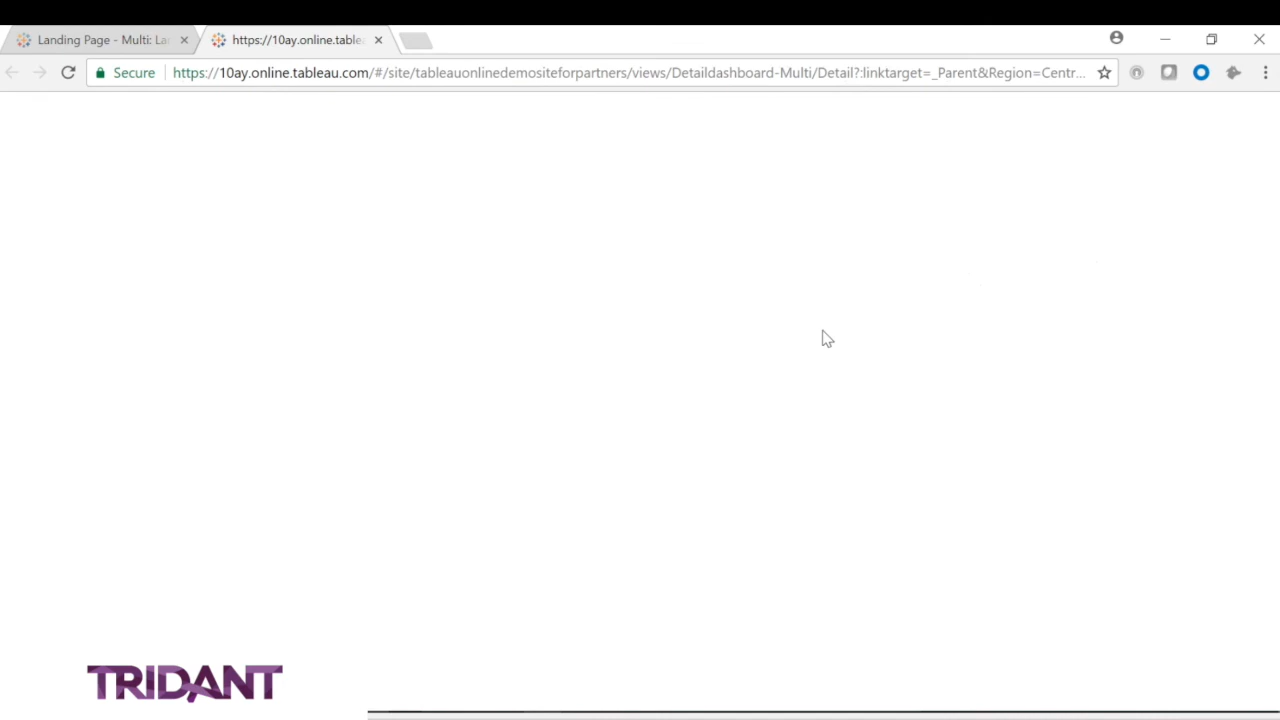 Landing Page - Multi: La
https://10ay.online.table
Secure
https://10ay.online.tableau.com/#/site/tableauonlinedemositeforpartners/views/Detaildashboard-Multi/Detail?:linktarget=_Parent&Region=Centr...
TRIDANT